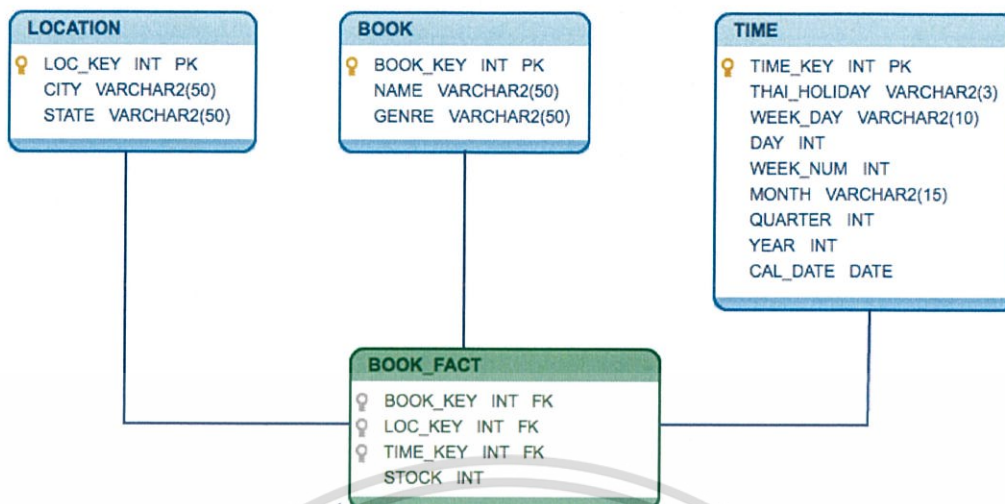 LOCATION
LOC_KEY INT PK
CITY VARCHAR2(50)
STATE VARCHAR2(50)
BOOK
BOOK_KEY INT PK
NAME VARCHAR2(50)
GENRE VARCHAR2(50)
TIME
TIME_KEY INT PK
THAI_HOLIDAY VARCHAR2(3)
WEEK_DAY VARCHAR2(10)
DAY INT
WEEK_NUM INT
MONTH VARCHAR2(15)
QUARTER INT
YEAR INT
CAL_DATE DATE
BOOK_FACT
BOOK_KEY INT FK
LOC_KEY INT FK
TIME_KEY INT FK
STOCK INT